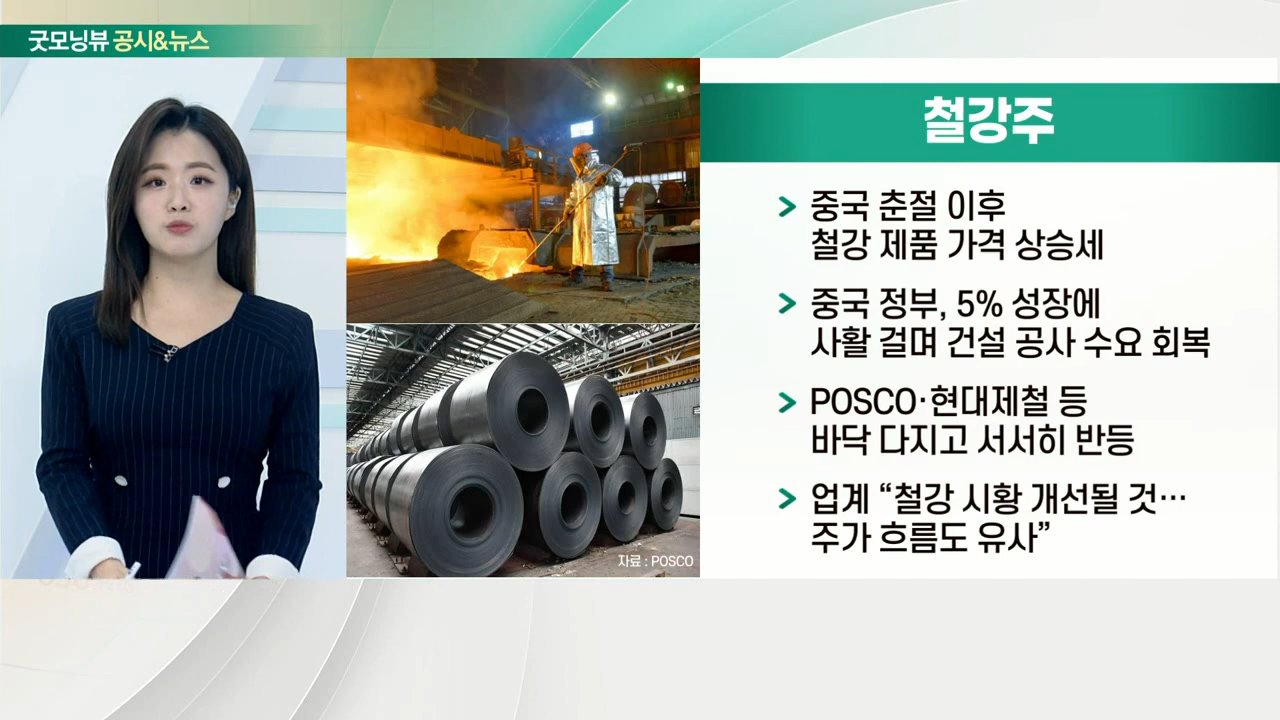 굿모닝뷰 공시&뉴스
철강주
중국 춘절 이후
철강 제품 가격 상승세
중국 정부, 5% 성장에
사활 걸며 건설 공사 수요 회복
POSCO·현대제철 등
바닥 다지고 서서히 반등
업계 “철강 시황 개선될 것…
주가 흐름도 유사”
자료 : POSCO